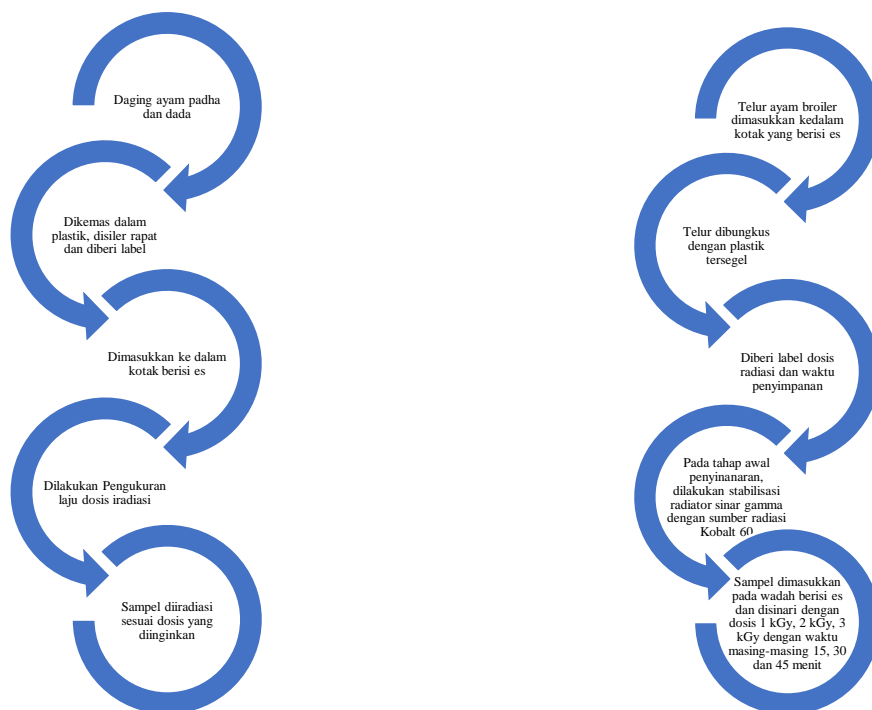 Daging ayam padha
dan dada
Dikemas dalam
plastik, disiler rapat
dan diberi label
Dimasukkan ke dalam
kotak berisi es
Dilakukan Pengukuran
laju dosis iradiasi
Sampel diiradiasi
sesuai dosis yang
diinginkan
Telur ayam broiler
dimasukkan kedalam
kotak yang berisi es
Telur dibungkus
dengan plastik
tersegel
Diberi label dosis
radiasi dan waktu
penyimpanan
Pada tahap awal
penyinanaran,
dilakukan stabilisasi
radiator sinar gamma
dengan sumber radiasi
Kobalt 60
Sampel dimasukkan
pada wadah berisi es
dan disinari dengan
dosis 1 kGy, 2 kGy, 3
kGy dengan waktu
masing-masing 15, 30
dan 45 menit